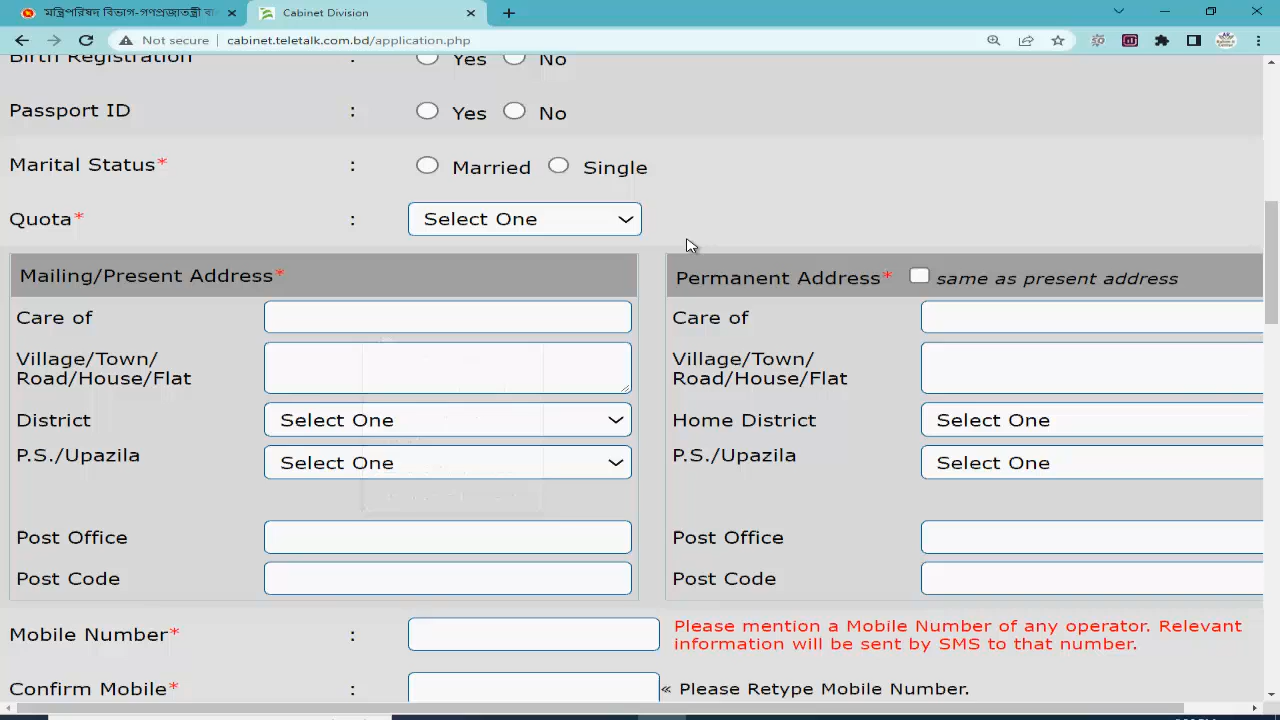 মন্ত্রিপরিষদ বিভাগ-গণপ্রজাতন্ত্রী
Cabinet Division
Not secure
cabinet.teletalk.com.bd/application.php
Birth Registration : Yes No
Passport ID : Yes No
Marital Status* : Married Single
Quota* : Select One
Mailing/Present Address*
Care of
Village/Town/
Road/House/Flat
District Select One
P.S./Upazila Select One
Post Office
Post Code
Permanent Address* same as present address
Care of
Village/Town/
Road/House/Flat
Home District Select One
P.S./Upazila Select One
Post Office
Post Code
Mobile Number* : Please mention a Mobile Number of any operator. Relevant
information will be sent by SMS to that number.
Confirm Mobile* : « Please Retype Mobile Number.